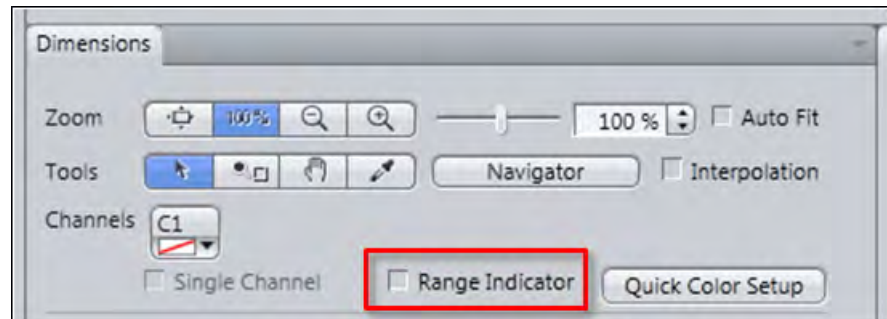 Dimensions
Zoom 100% 100 % Auto Fit
Tools Navigator Interpolation
Channels C1
Single Channel Range Indicator Quick Color Setup